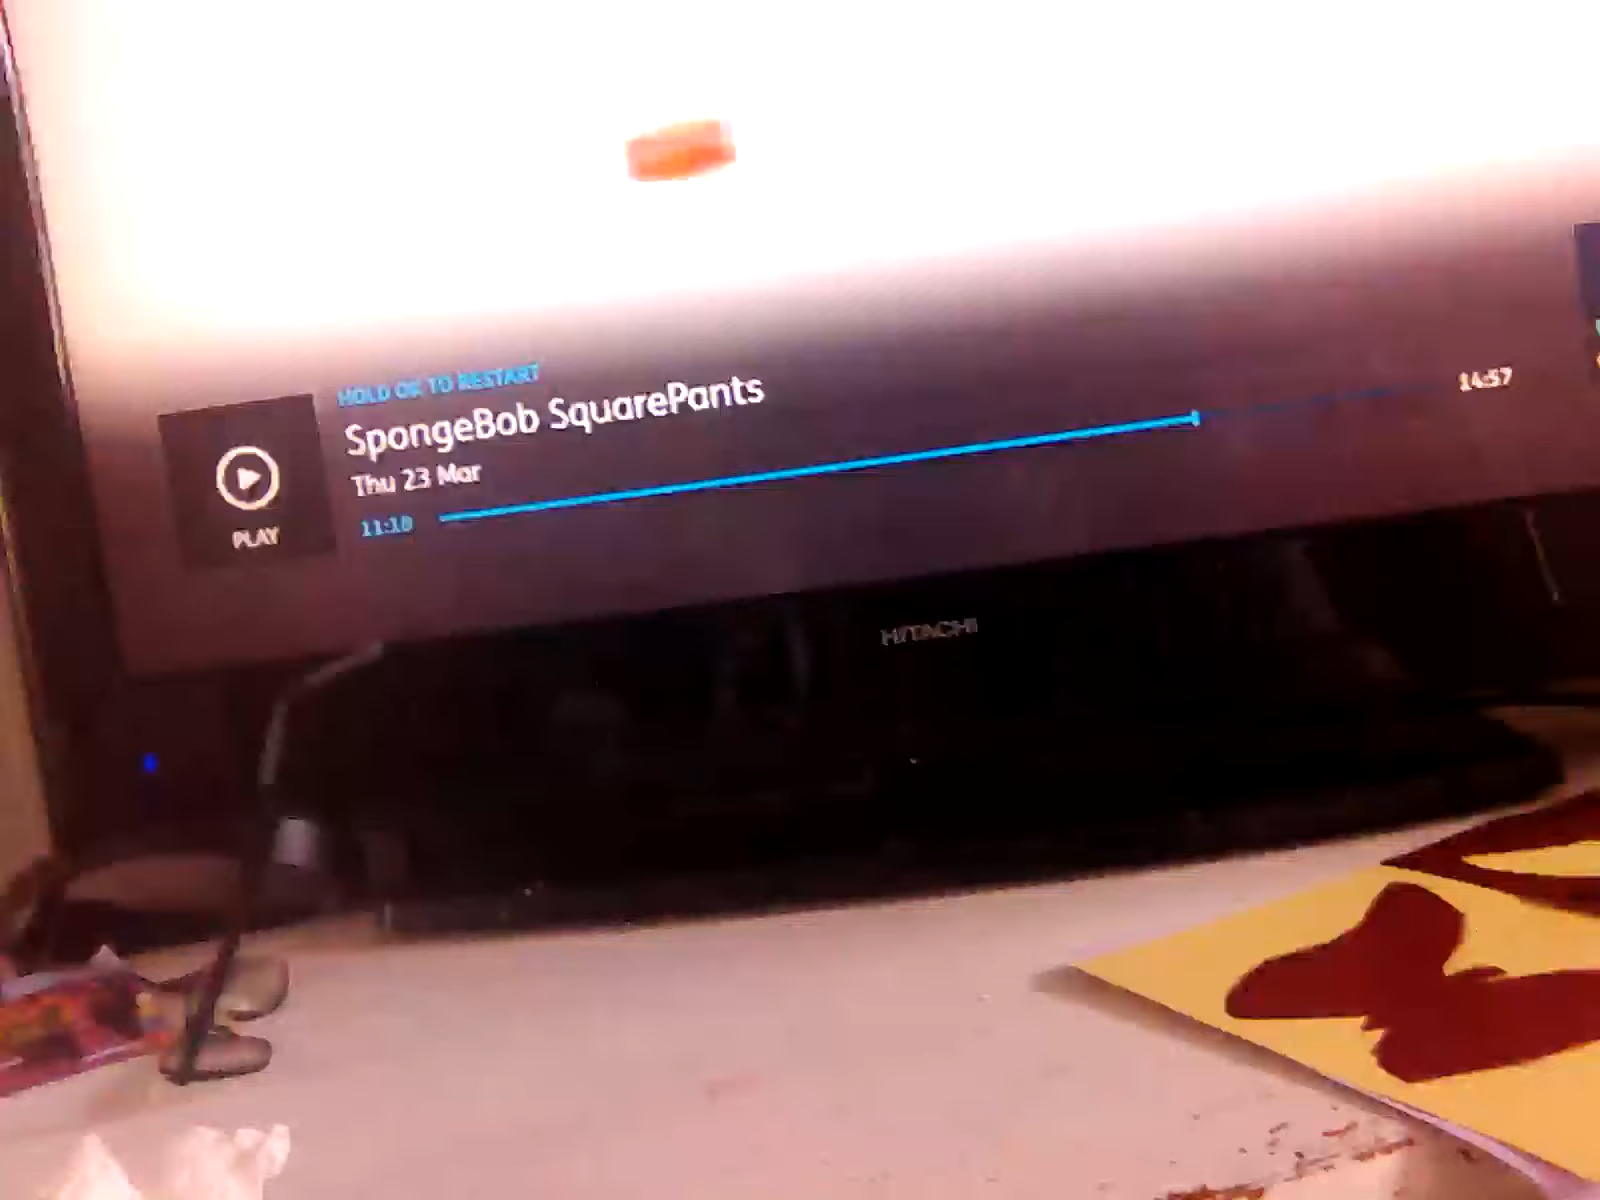 HOLD OK TO RESTART
SpongeBob SquarePants
Thu 23 Mar
11:10
14:57
PLAY
HITACHI